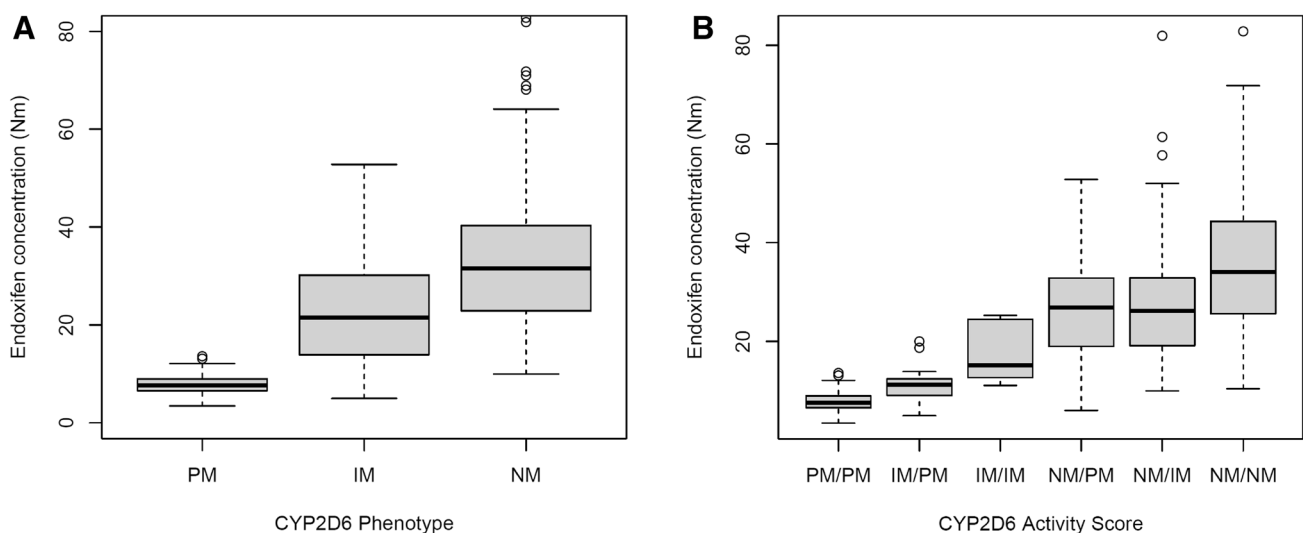 A
Endoxifen concentration (Nm)
80
60
40
20
0
PM IM NM
CYP2D6 Phenotype
B
Endoxifen concentration (Nm)
80
60
40
20
PM/PM IM/PM IM/IM NM/PM NM/IM NM/NM
CYP2D6 Activity Score